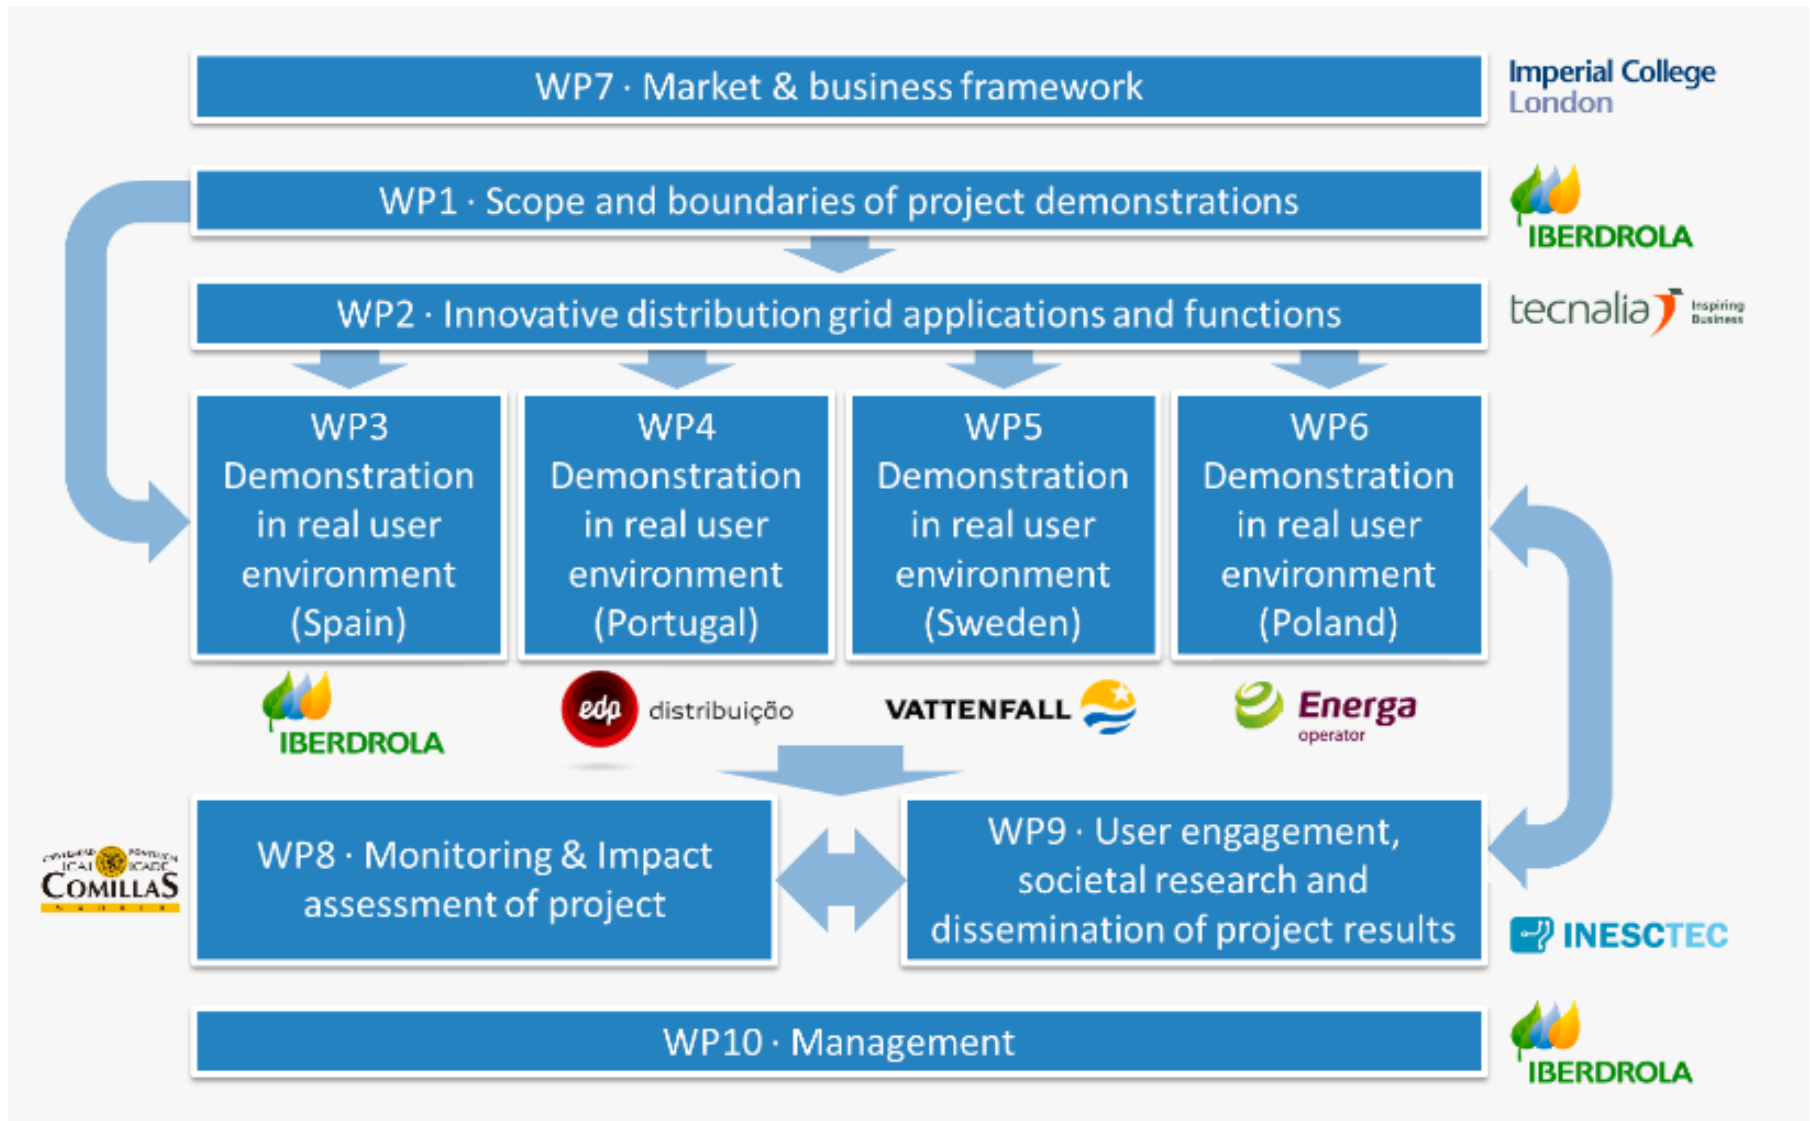 WP7 · Market & business framework
Imperial College
London
WP1 · Scope and boundaries of project demonstrations
IBERDROLA
WP2 · Innovative distribution grid applications and functions
tecnalia
Inspiring
Business
WP3
Demonstration
in real user
environment
(Spain)
WP4
Demonstration
in real user
environment
(Portugal)
WP5
Demonstration
in real user
environment
(Sweden)
WP6
Demonstration
in real user
environment
(Poland)
IBERDROLA
edp distribuição
VATTENFALL
Energa
operator
COMILLAS
WP8 · Monitoring & Impact
assessment of project
WP9 · User engagement,
societal research and
dissemination of project results
INESCTEC
WP10 · Management
IBERDROLA